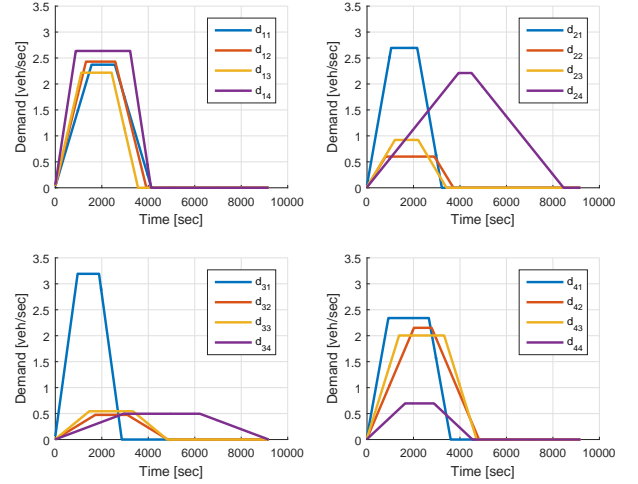 3.5
3
2.5
2
1.5
1
0.5
0
Demand [veh/sec]
0 2000 4000 6000 8000 10000
Time [sec]
d11
d12
d13
d14
3.5
3
2.5
2
1.5
1
0.5
0
Demand [veh/sec]
0 2000 4000 6000 8000 10000
Time [sec]
d21
d22
d23
d24
3.5
3
2.5
2
1.5
1
0.5
0
Demand [veh/sec]
0 2000 4000 6000 8000 10000
Time [sec]
d31
d32
d33
d34
3.5
3
2.5
2
1.5
1
0.5
0
Demand [veh/sec]
0 2000 4000 6000 8000 10000
Time [sec]
d41
d42
d43
d44